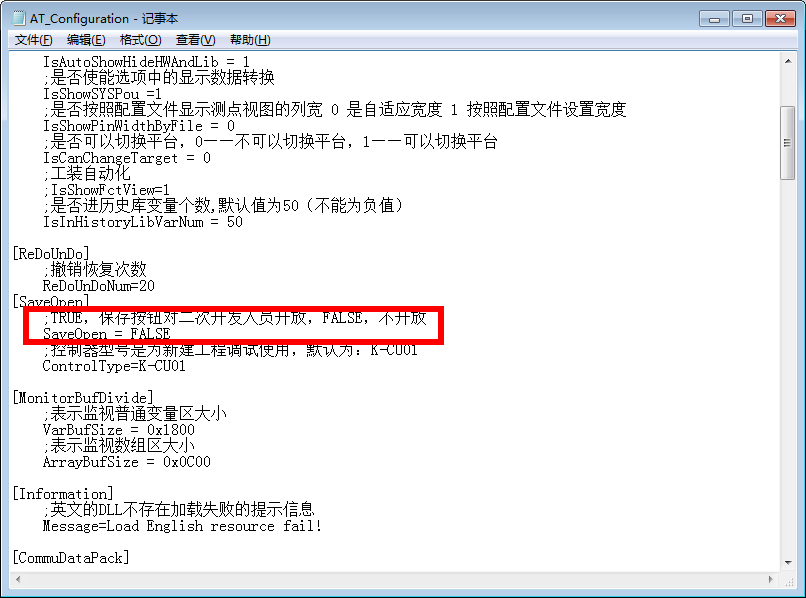 AT_Configuration - 记事本
文件(F) 编辑(E) 格式(O) 查看(V) 帮助(H)
IsAutoShowHideHWAndLib = 1
;是否使能选项中的显示数据转换
IsShowSYSPou =1
;是否按照配置文件显示测点视图的列宽 0 是自适应宽度 1 按照配置文件设置宽度
IsShowPinWidthByFile = 0
;是否可以切换平台，0——不可以切换平台，1——可以切换平台
IsCanChangeTarget = 0
;工装自动化
;IsShowFctView=1
;是否进历史库变量个数,默认值为50（不能为负值）
IsInHistoryLibVarNum = 50
[ReDoUnDo]
;撤销恢复次数
ReDoUnDoNum=20
[SaveOpen]
;TRUE，保存按钮对二次开发人员开放，FALSE，不开放
SaveOpen = FALSE
;控制器型号是为新建工程调试使用，默认为：K-CU01
ControlType=K-CU01
[MonitorBufDivide]
;表示监视普通变量区大小
VarBufSize = 0x1800
;表示监视数组区大小
ArrayBufSize = 0x0C00
[Information]
;英文的DLL不存在加载失败的提示信息
Message=Load English resource fail!
[CommuDataPack]